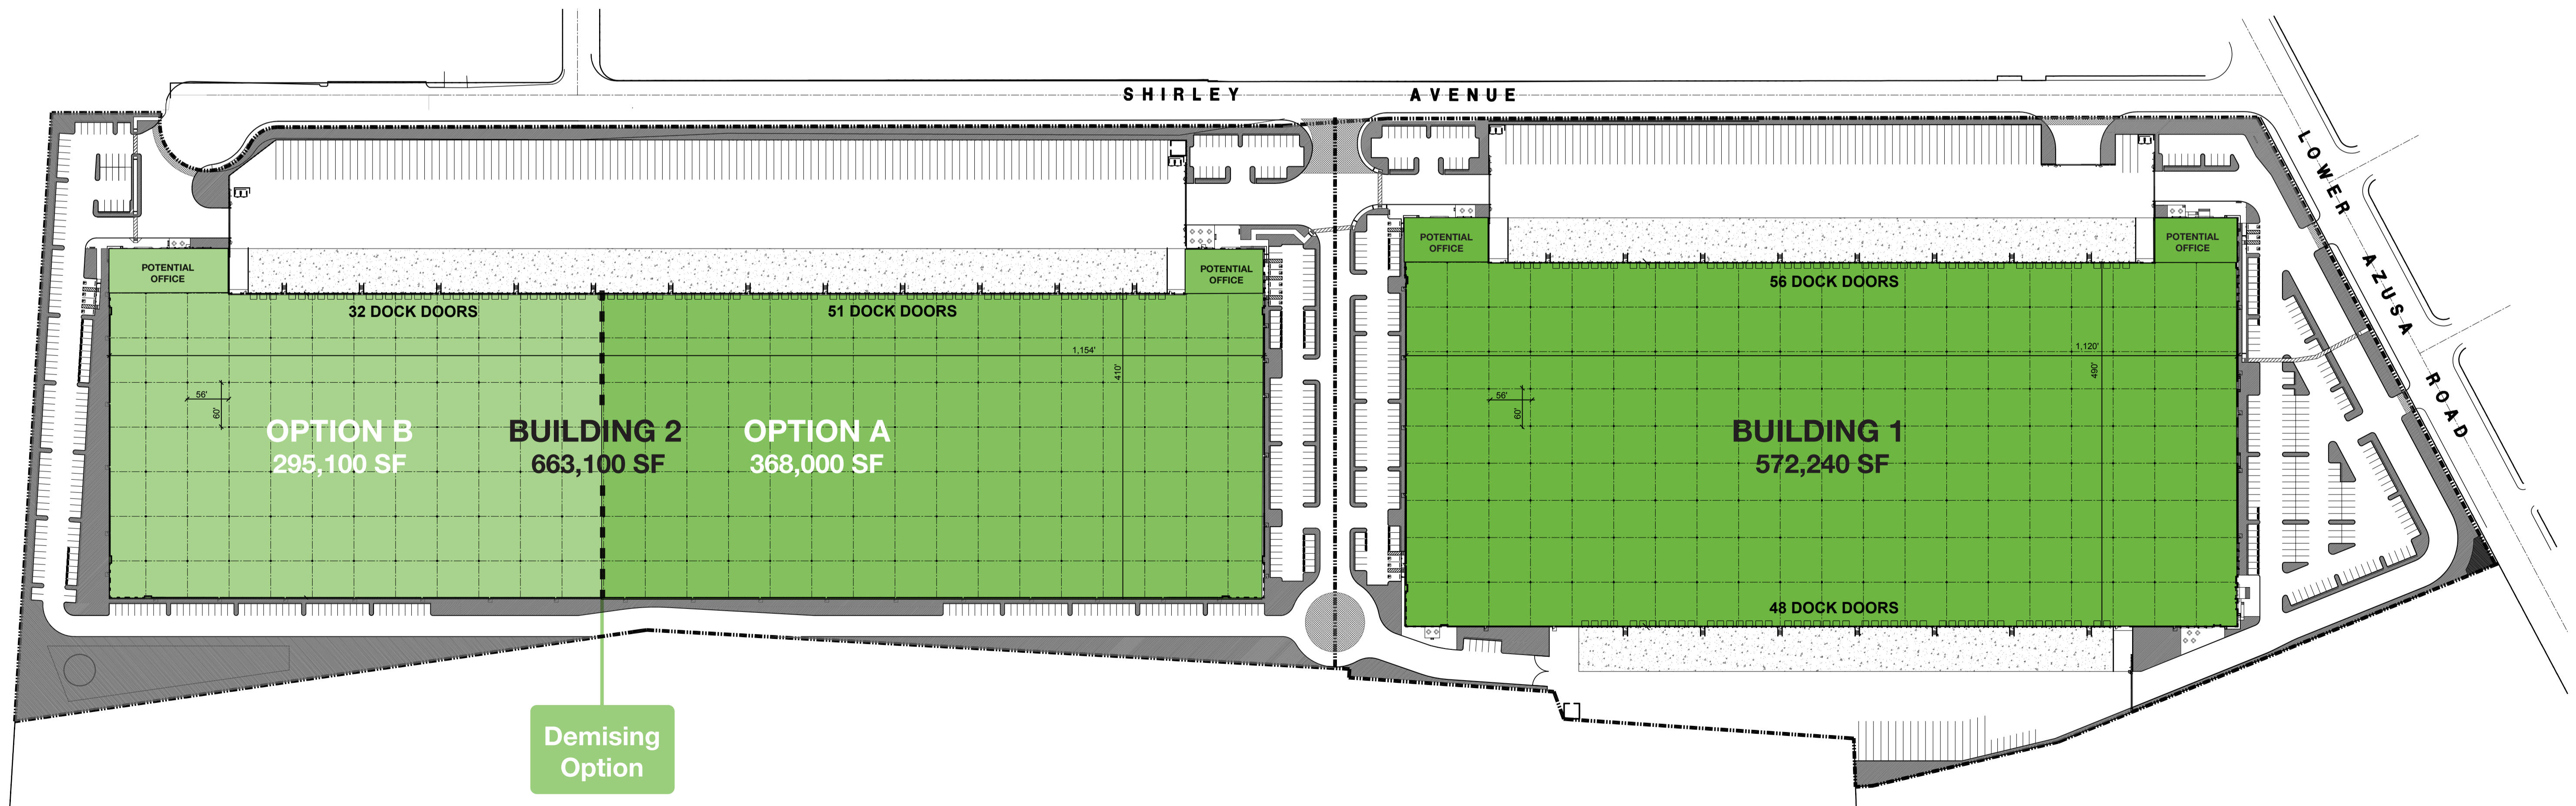 SHIRLEY AVENUE
LOWER AZUSA ROAD
POTENTIAL
OFFICE
POTENTIAL
OFFICE
POTENTIAL
OFFICE
POTENTIAL
OFFICE
32 DOCK DOORS
51 DOCK DOORS
56 DOCK DOORS
1,154'
410'
1,120'
490'
56'
60'
56'
60'
OPTION B
295,100 SF
BUILDING 2
663,100 SF
OPTION A
368,000 SF
BUILDING 1
572,240 SF
48 DOCK DOORS
Demising
Option